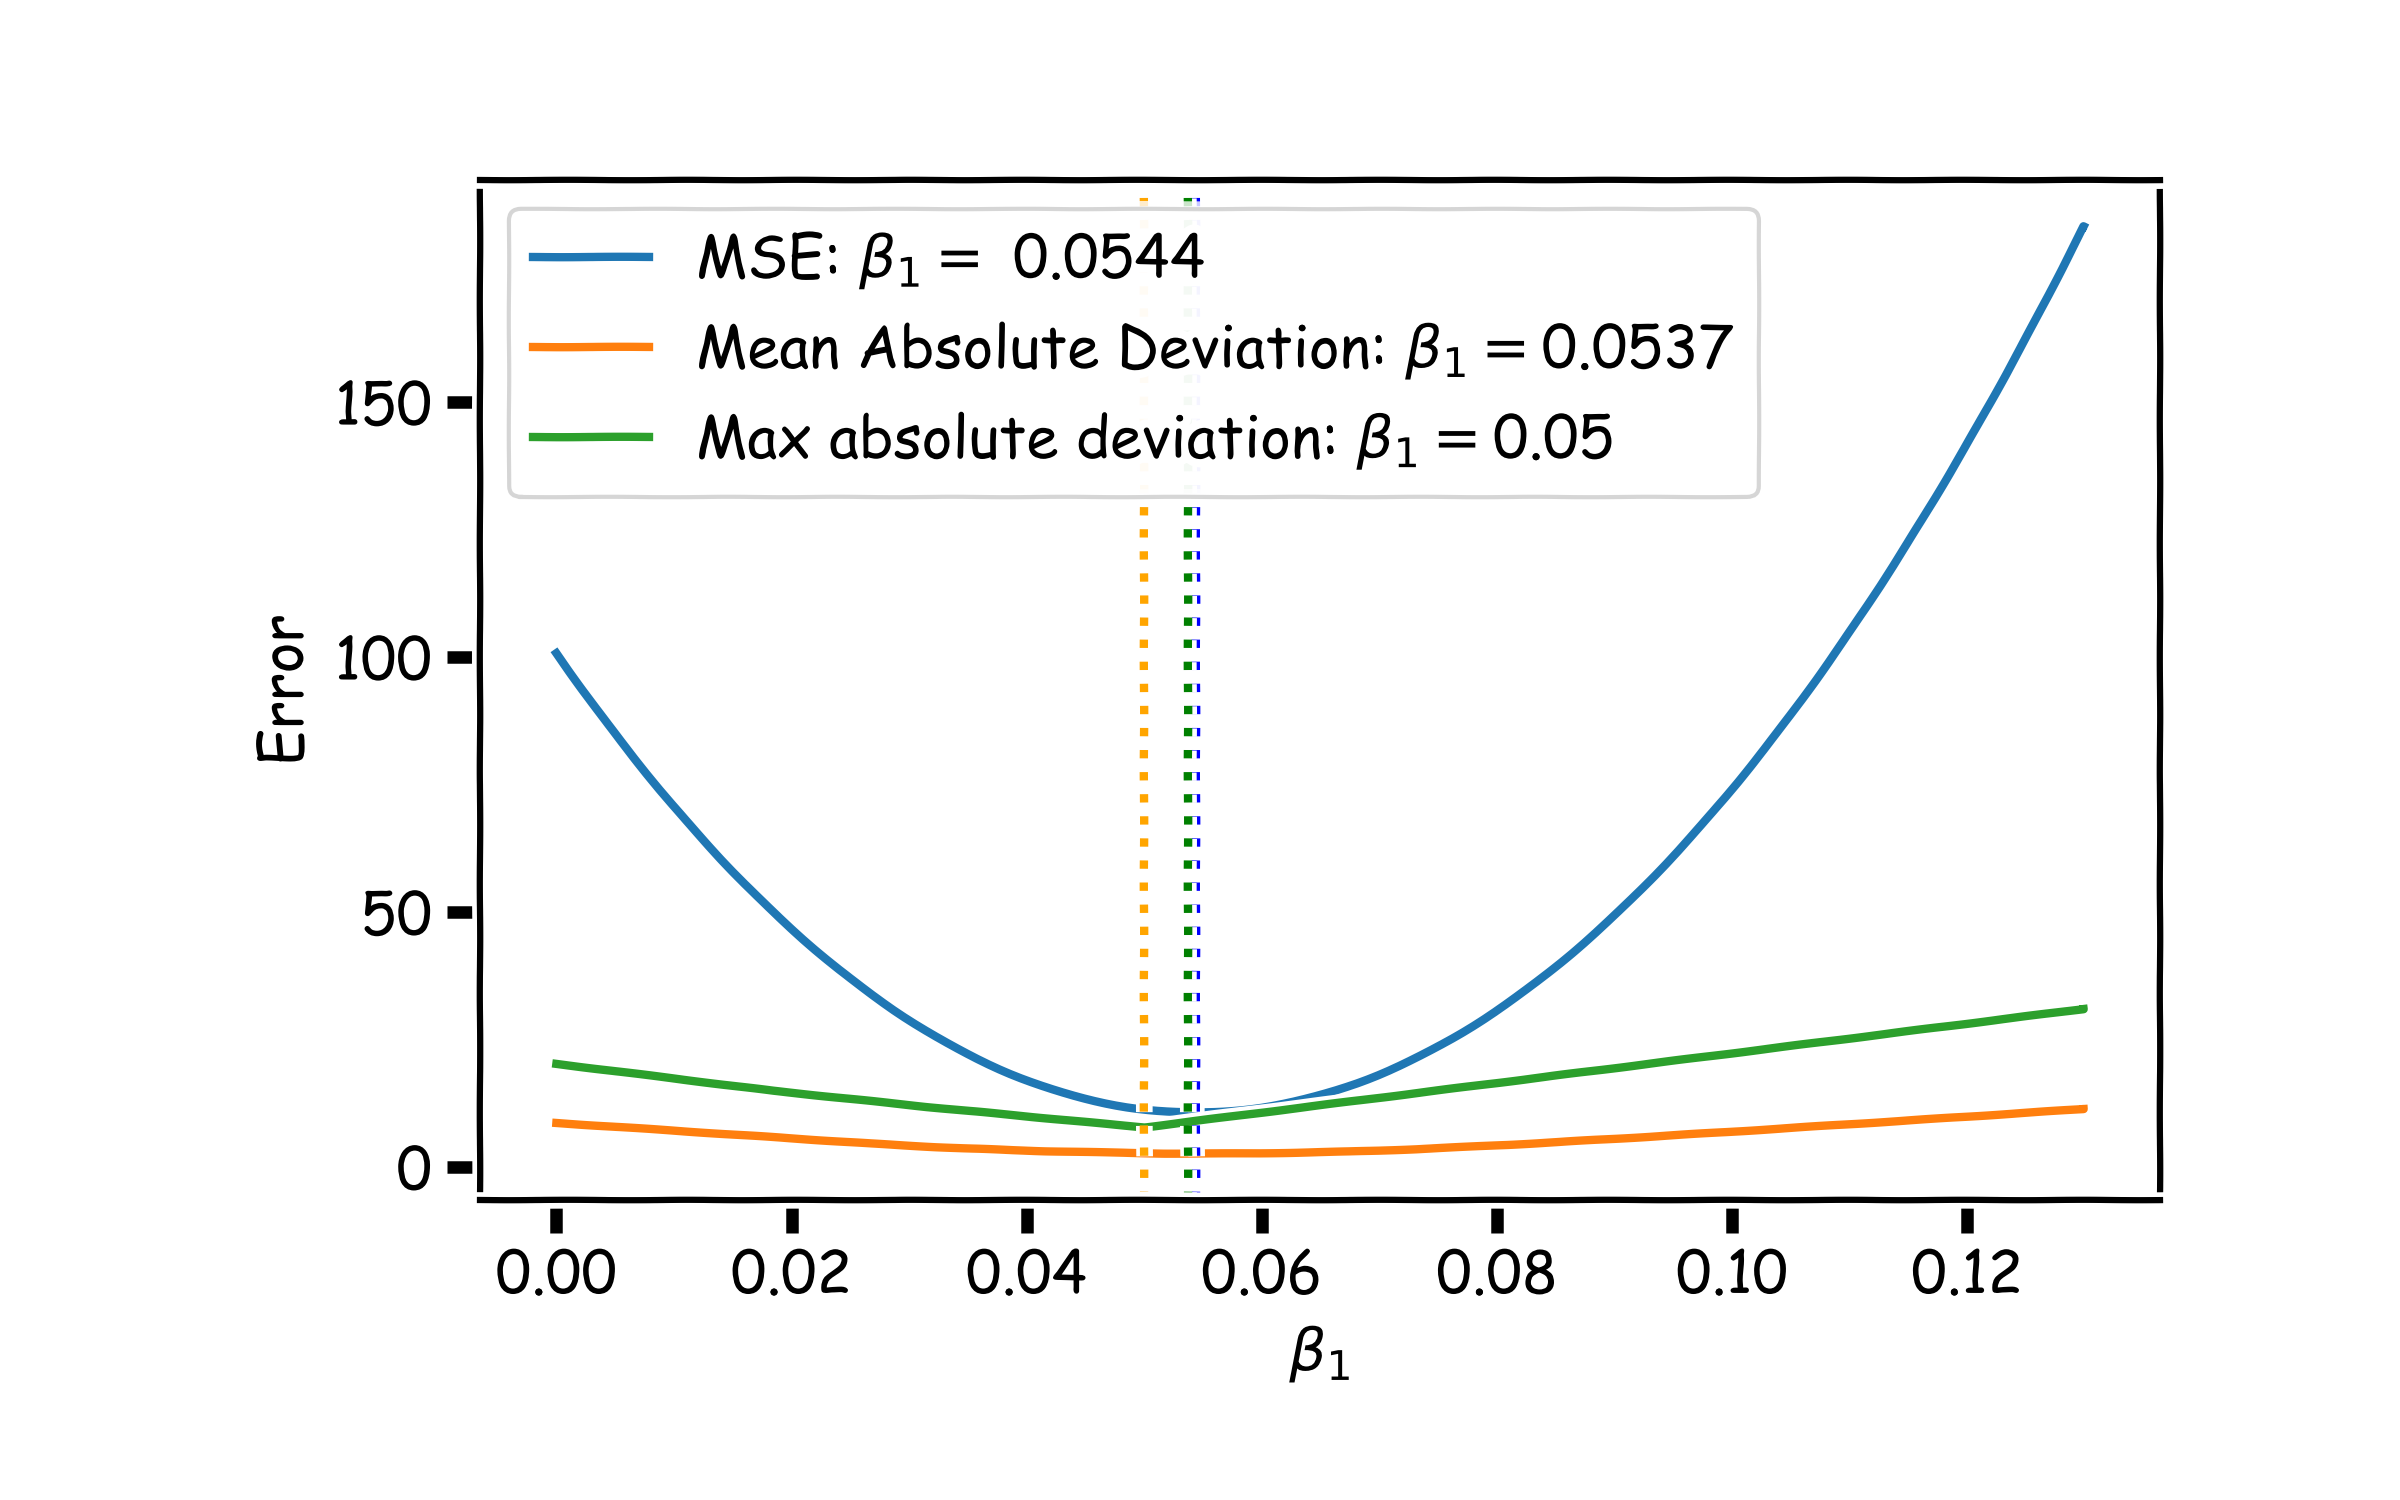 MSE: β₁ = 0.0544
Mean Absolute Deviation: β₁ = 0.0537
Max absolute deviation: β₁ = 0.05
150
100
50
0
Error
0.00 0.02 0.04 0.06 0.08 0.10 0.12
β₁